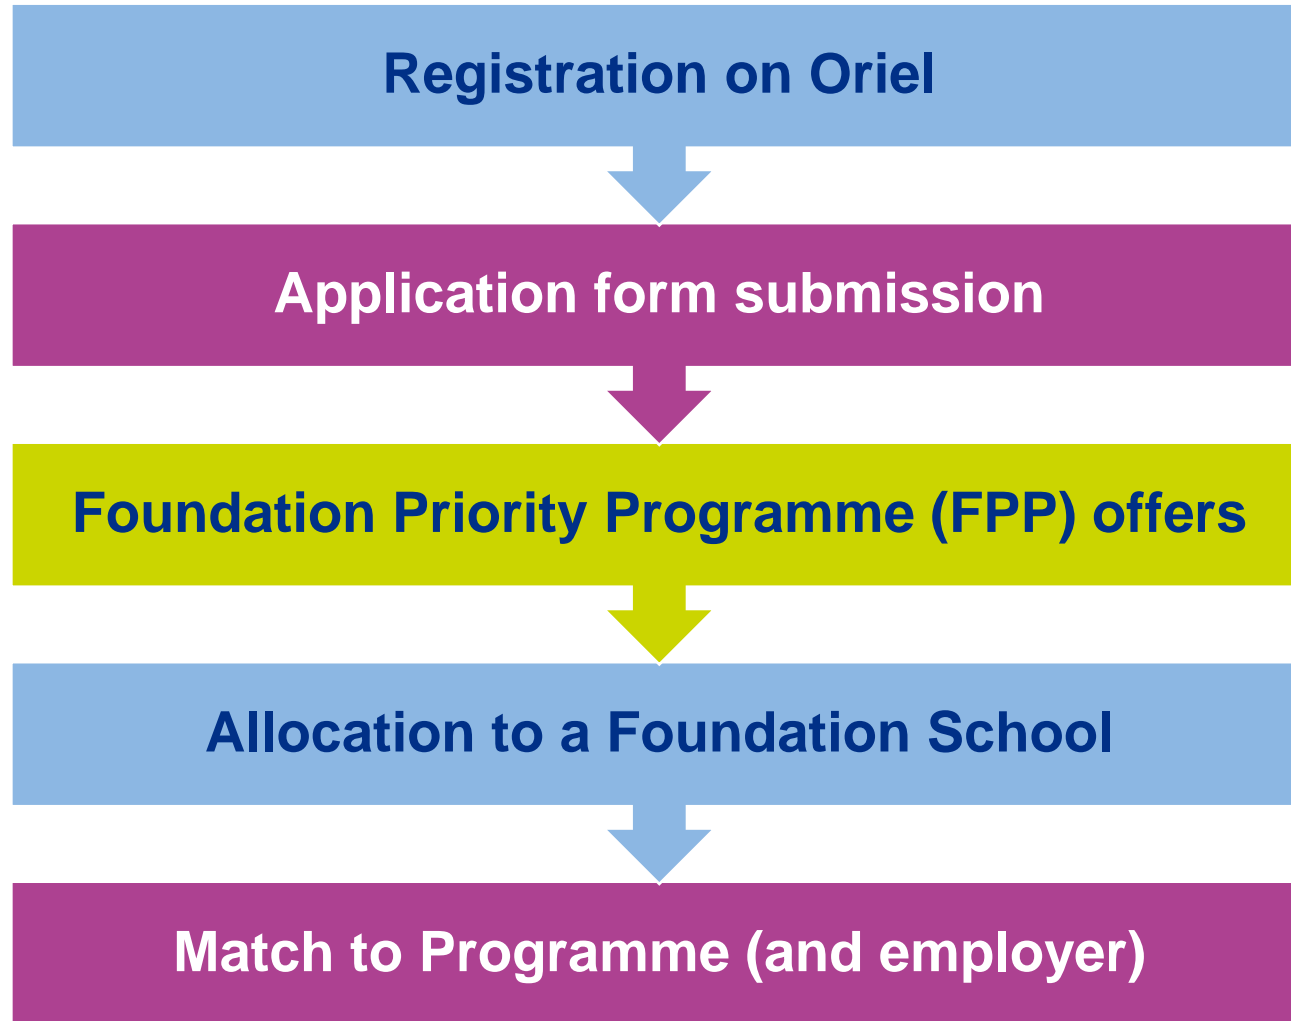 Registration on Oriel
Application form submission
Foundation Priority Programme (FPP) offers
Allocation to a Foundation School
Match to Programme (and employer)